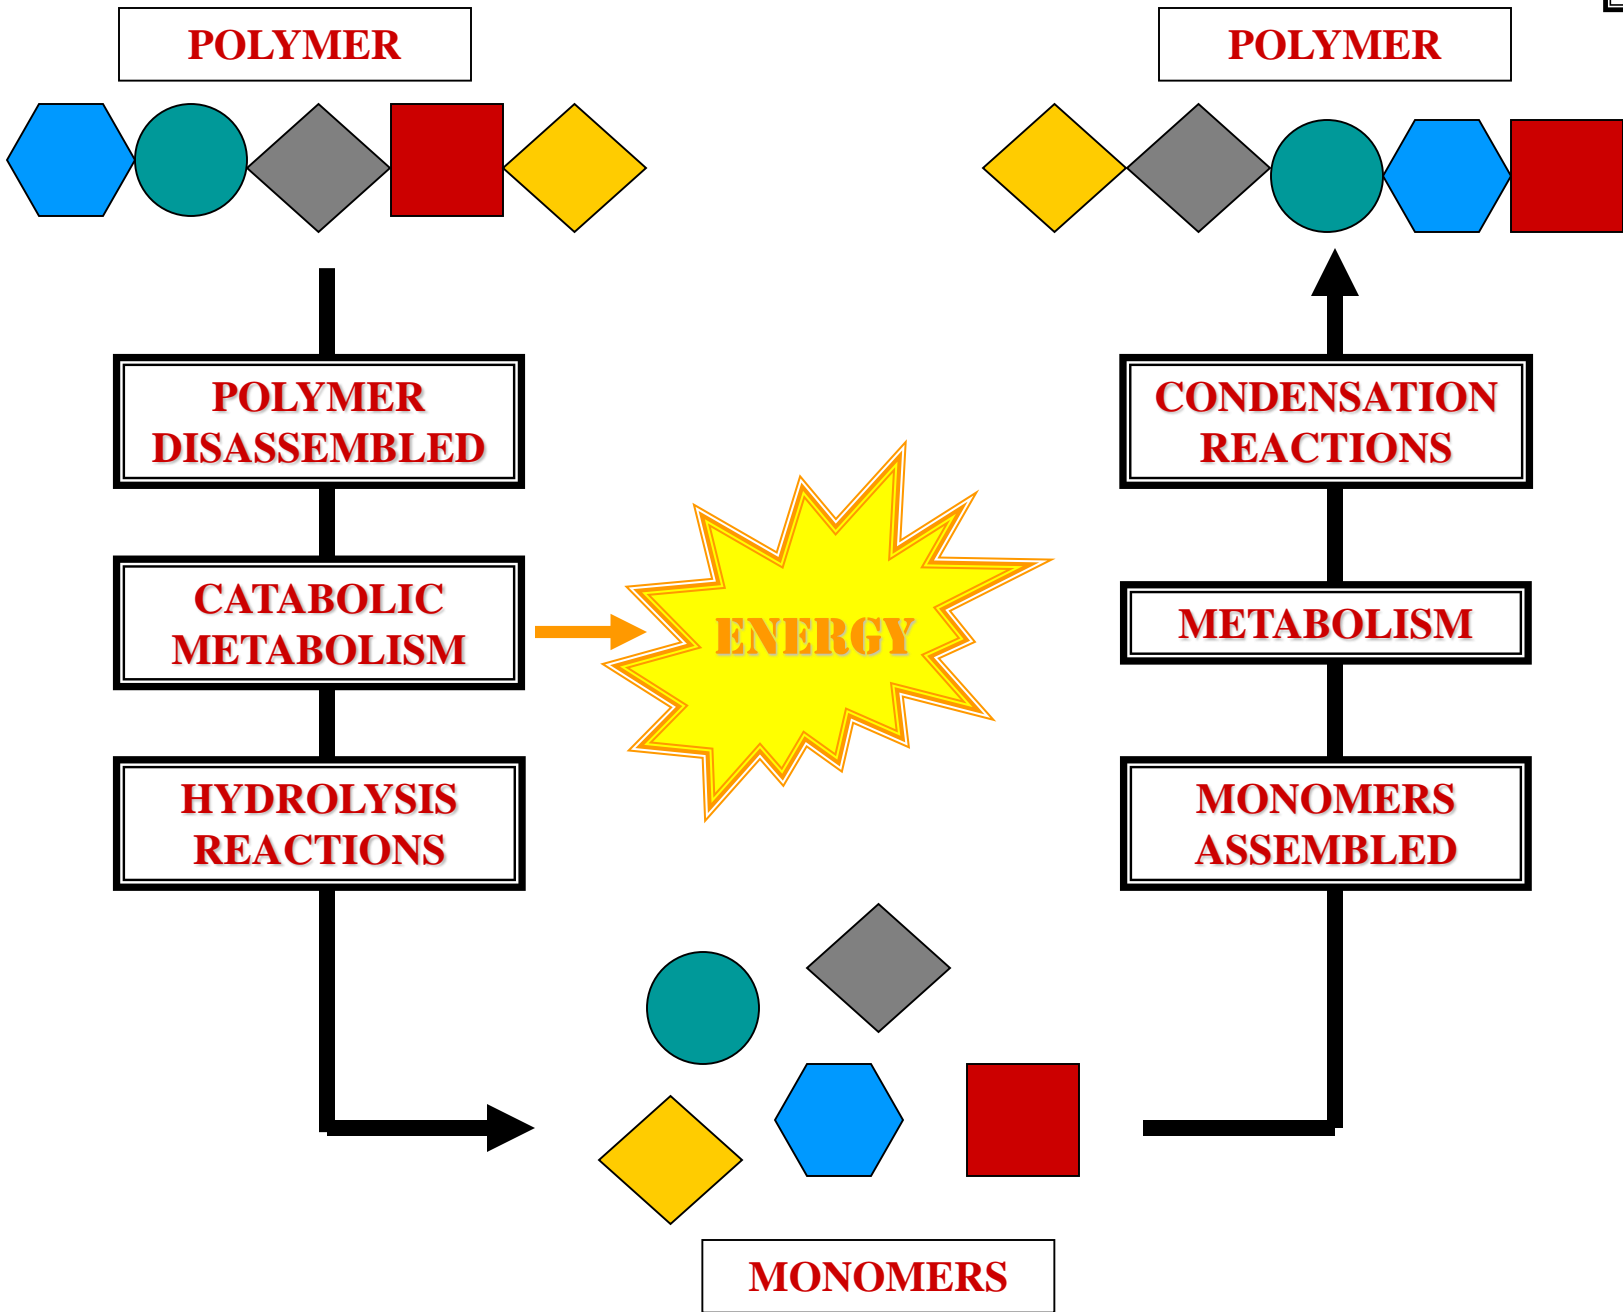 POLYMER
POLYMER
POLYMER
DISASSEMBLED
CATABOLIC
METABOLISM
HYDROLYSIS
REACTIONS
ENERGY
CONDENSATION
REACTIONS
METABOLISM
MONOMERS
ASSEMBLED
MONOMERS